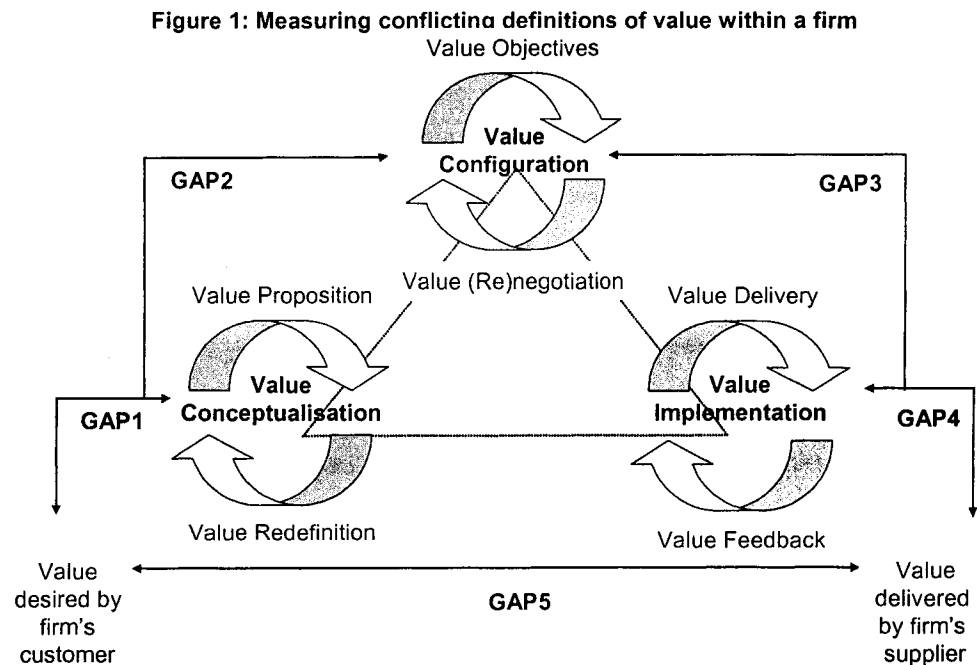 Figure 1: Measuring conflicting definitions of value within a firm
Value Objectives
Value
Configuration
GAP2
GAP3
Value (Re)negotiation
Value Proposition
Value Delivery
Value
Conceptualisation
Value
Implementation
GAP1
GAP4
Value Redefinition
Value Feedback
GAP5
Value
desired by
firm's
customer
Value
delivered
by firm's
supplier